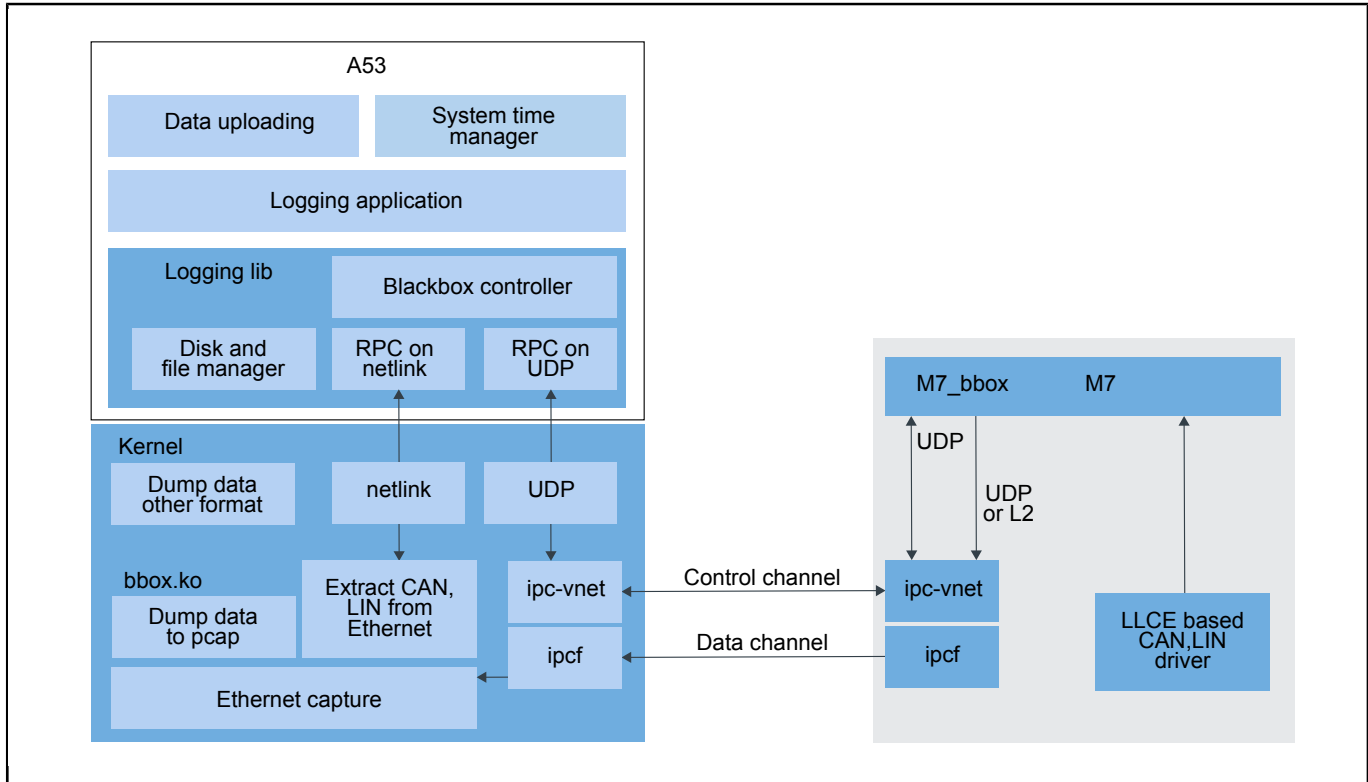 A53
Data uploading
System time
manager
Logging application
Logging lib
Blackbox controller
Disk and
file manager
RPC on
netlink
RPC on
UDP
Kernel
Dump data
other format
netlink
UDP
bbox.ko
Dump data
to pcap
Extract CAN,
LIN from
Ethernet
ipc-vnet
ipcf
Ethernet capture
Control channel
Data channel
M7_bbox
M7
UDP
UDP
or L2
ipc-vnet
ipcf
LLCE based
CAN,LIN
driver